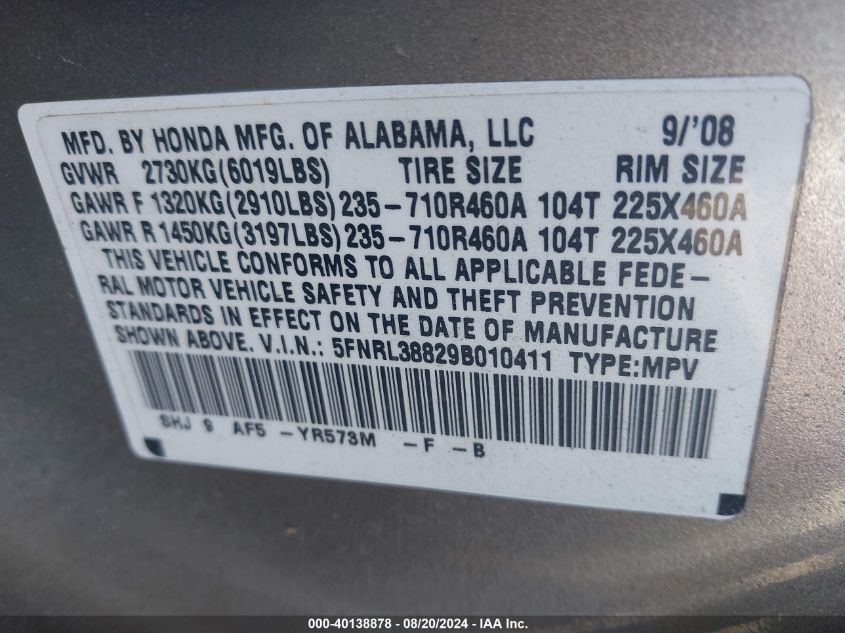 MFD. BY HONDA MFG. OF ALABAMA, LLC 9/'08
GVWR 2730KG(6019LBS) TIRE SIZE RIM SIZE
GAWR F 1320KG(2910LBS) 235-710R460A 104T 225X460A
GAWR R 1450KG(3197LBS) 235-710R460A 104T 225X460A
THIS VEHICLE CONFORMS TO ALL APPLICABLE FEDE-
RAL MOTOR VEHICLE SAFETY AND THEFT PREVENTION
STANDARDS IN EFFECT ON THE DATE OF MANUFACTURE
SHOWN ABOVE. V.I.N.: 5FNRL38829B010411 TYPE:MPV
SHJ 9 AF5 -YR573M -F -B
000-40138878 - 08/20/2024 - IAA Inc.